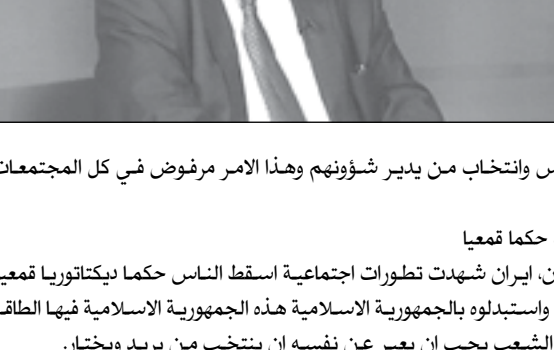 وانتخاب من يدير شؤونهم وهذا الامر مرفوض في كل المجتمعات
حكما قمعيا
ايران شهدت تطورات اجتماعية اسقط الناس حكما ديكتاتوريا قمعيا
واستبدلوه بالجمهورية الاسلامية هذه الجمهورية الاسلامية فيها
الشعب يجب ان يعبر عن نفسه ان ينتخب من يريد ويختار.